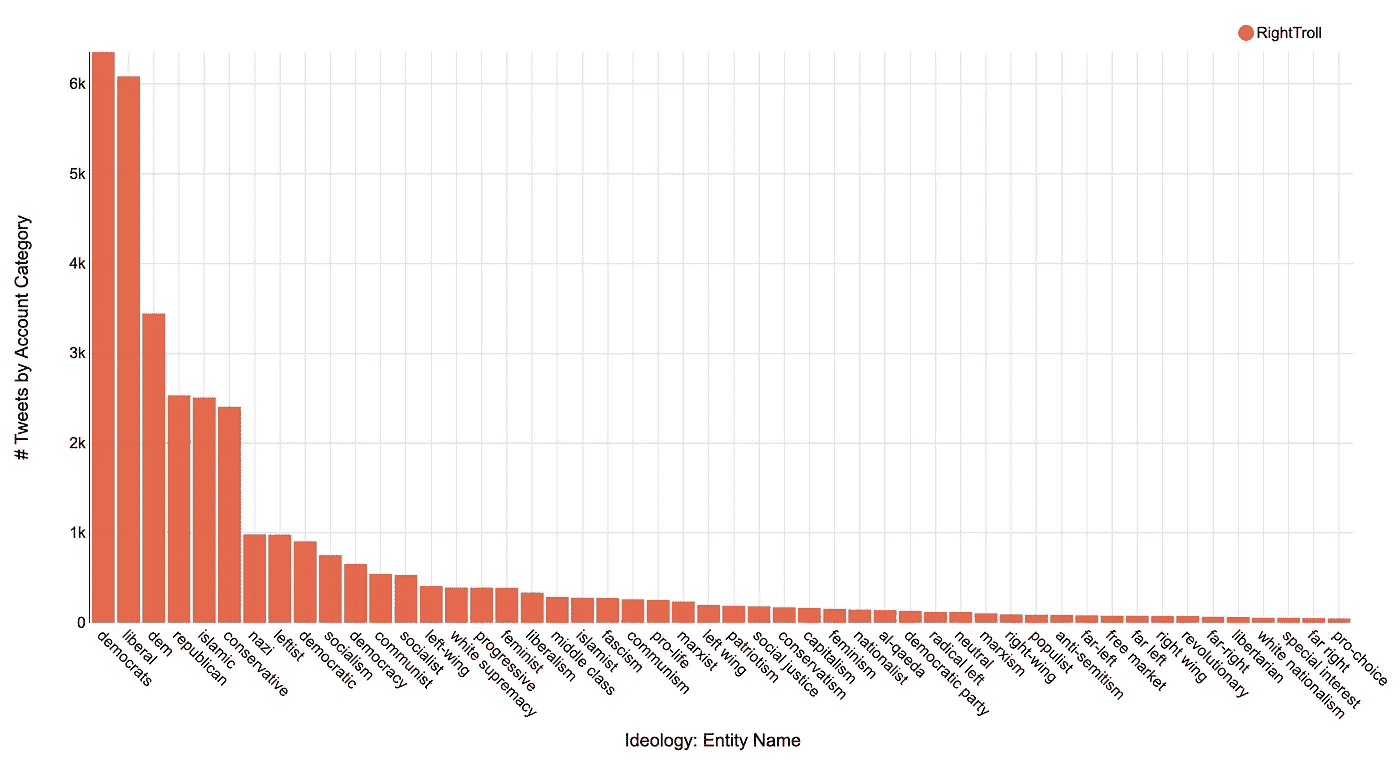 RightTroll
# Tweets by Account Category
6k
5k
4k
3k
2k
1k
0
democrats
liberal
dem
republican
islamic
conservative
nazi
leftist
democratic
socialism
democracy
communist
socialist
left-wing
white supremacy
progressive
feminist
liberalism
middle class
islamist
fascism
communism
pro-life
marxist
left wing
patriotism
social justice
conservatism
capitalism
feminism
nationalist
al-qaeda
democratic party
radical left
neutral
marxism
right-wing
populist
anti-semitism
far-left
free market
far left
right wing
revolutionary
far-right
libertarian
white nationalism
special interest
far right
pro-choice
Ideology: Entity Name